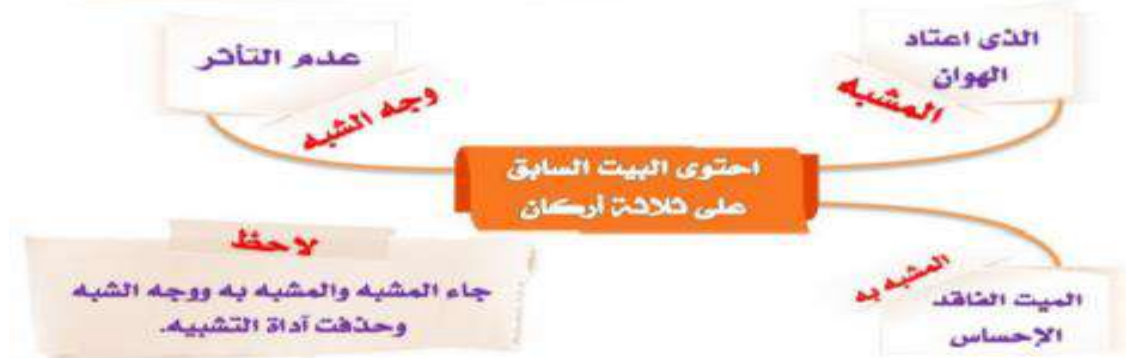 الذى اعتاد
الهوان
المشبه
عدم التأثر
وجه الشبه
احتوى البيت السابق
على ثلاثة أركان
المشبه به
الميت الفاقد
الإحساس
لاحظ
جاء المشبه والمشبه به ووجه الشبه
وحذفت آداة التشبيه.